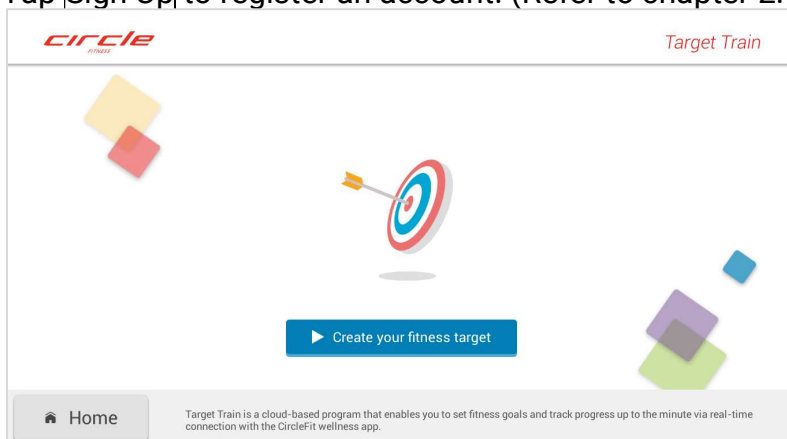 Tap Sign Up to register an account. (Refer to chapter 2.
circle
FITNESS
Target Train
Create your fitness target
Home
Target Train is a cloud-based program that enables you to set fitness goals and track progress up to the minute via real-time
connection with the CircleFit wellness app.